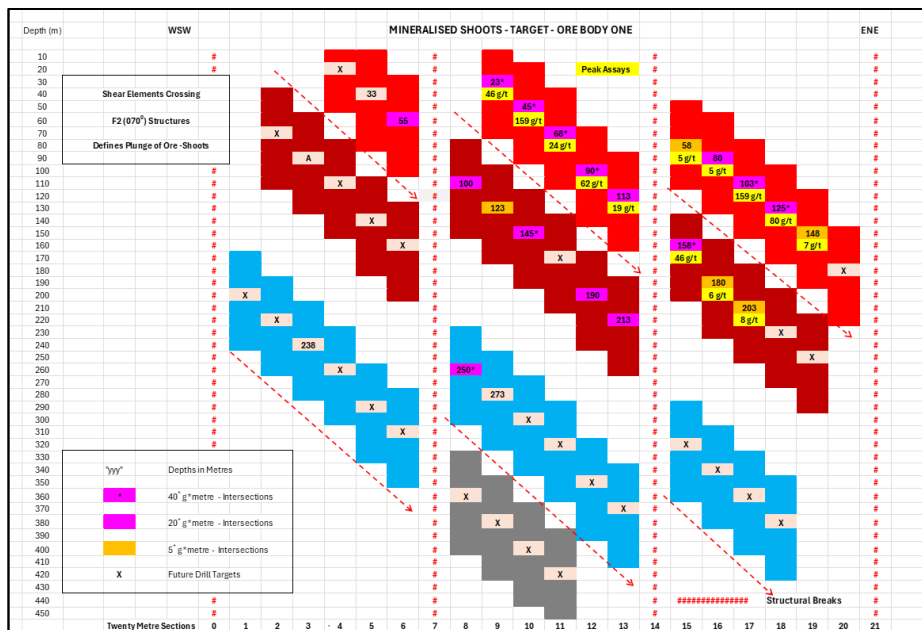 Depth (m) WSW MINERALISED SHOOTS - TARGET - ORE BODY ONE ENE
10 # # # #
20 # X # Peak Assays # #
30 # # 23* # #
40 Shear Elements Crossing # 33 # 46 g/t # #
50 # # 45* # #
60 F2 (070⁰) Structures # 55 # 159 g/t # #
70 # X # 68* # #
80 Defines Plunge of Ore-Shoots # # 24 g/t # 58 #
90 # A # # 5 g/t 80 #
100 # # 90* # 5 g/t #
110 # X # 100 62 g/t # 103* #
120 # # 113 # 159 g/t #
130 # # 123 19 g/t # 125* #
140 # X # # 80 g/t #
150 # # 145* # 148 #
160 # X # # 158* 7 g/t #
170 # # X # 46 g/t #
180 # # # X #
190 # # # 180 #
200 # X # 190 # 6 g/t #
210 # # # 203 #
220 # X # 213 # 8 g/t #
230 # # # X #
240 # 238 # # #
250 # # # X #
260 # X # 250* # #
270 # # # #
280 # # 273 # #
290 # X # # #
300 # # X # #
310 # X # # #
320 # # X # X #
330 # # #
340 "yyy" Depths in Metres # # X #
350 # X # #
360 * 40⁺ g*metre - Intersections # X # X #
370 # X # #
380 20⁺ g*metre - Intersections # X # X #
390 # # #
400 5⁺ g*metre - Intersections # X # #
410 # # #
420 X Future Drill Targets # X # #
430 # # #
440 # # # ############### Structural Breaks #
450 # # # #
Twenty Metre Sections 0 1 2 3 4 5 6 7 8 9 10 11 12 13 14 15 16 17 18 19 20 21